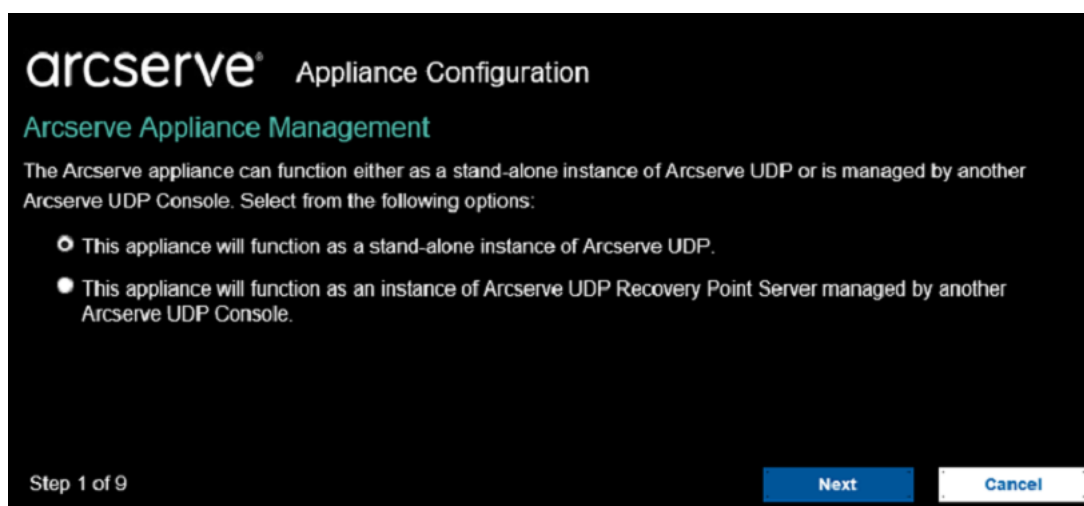 arcserve® Appliance Configuration
Arcserve Appliance Management
The Arcserve appliance can function either as a stand-alone instance of Arcserve UDP or is managed by another
Arcserve UDP Console. Select from the following options:
This appliance will function as a stand-alone instance of Arcserve UDP.
This appliance will function as an instance of Arcserve UDP Recovery Point Server managed by another
Arcserve UDP Console.
Step 1 of 9 Next Cancel